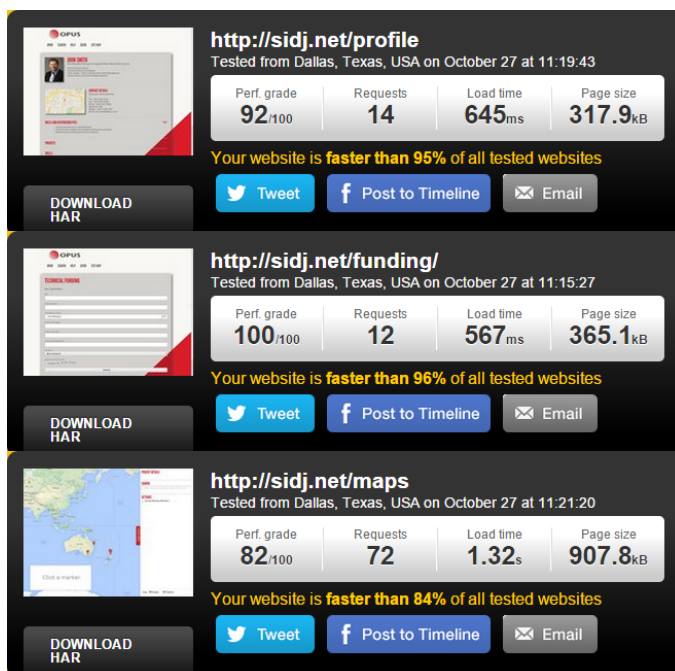 OPUS
http://sidj.net/profile
Tested from Dallas, Texas, USA on October 27 at 11:19:43
Perf. grade Requests Load time Page size
92/100 14 645ms 317.9kB
Your website is faster than 95% of all tested websites
Tweet Post to Timeline Email
DOWNLOAD
HAR
OPUS
TECHNICAL FUNDING
http://sidj.net/funding/
Tested from Dallas, Texas, USA on October 27 at 11:15:27
Perf. grade Requests Load time Page size
100/100 12 567ms 365.1kB
Your website is faster than 96% of all tested websites
Tweet Post to Timeline Email
DOWNLOAD
HAR
Click a marker
http://sidj.net/maps
Tested from Dallas, Texas, USA on October 27 at 11:21:20
Perf. grade Requests Load time Page size
82/100 72 1.32s 907.8kB
Your website is faster than 84% of all tested websites
Tweet Post to Timeline Email
DOWNLOAD
HAR